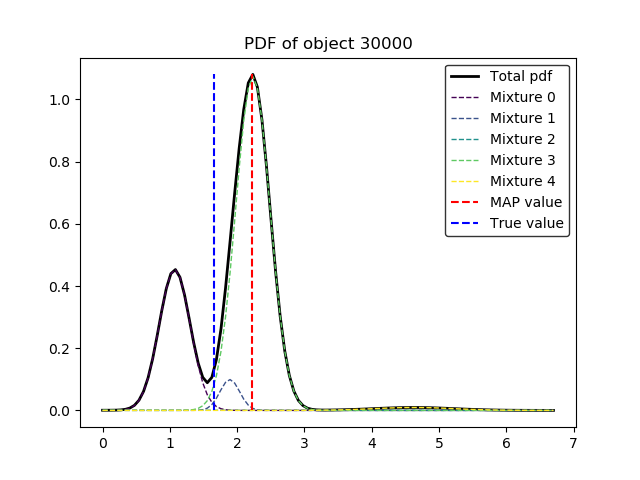 PDF of object 30000
Total pdf
Mixture 0
Mixture 1
Mixture 2
Mixture 3
Mixture 4
MAP value
True value
1.0
0.8
0.6
0.4
0.2
0.0
0 1 2 3 4 5 6 7